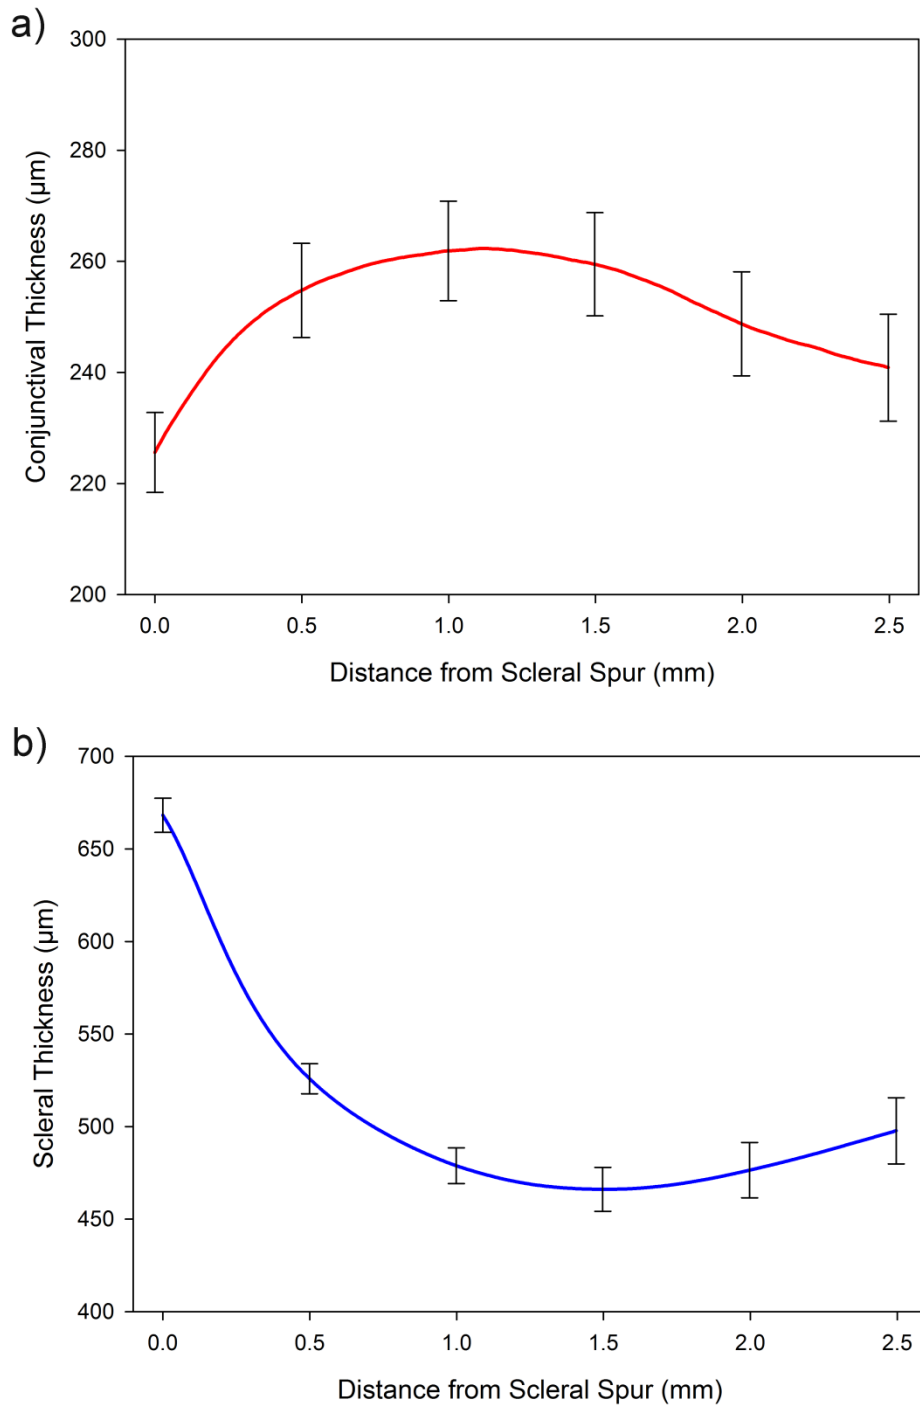 a)
300
280
260
240
220
200
Conjunctival Thickness (µm)
0.0 0.5 1.0 1.5 2.0 2.5
Distance from Scleral Spur (mm)
b)
700
650
600
550
500
450
400
Scleral Thickness (µm)
0.0 0.5 1.0 1.5 2.0 2.5
Distance from Scleral Spur (mm)